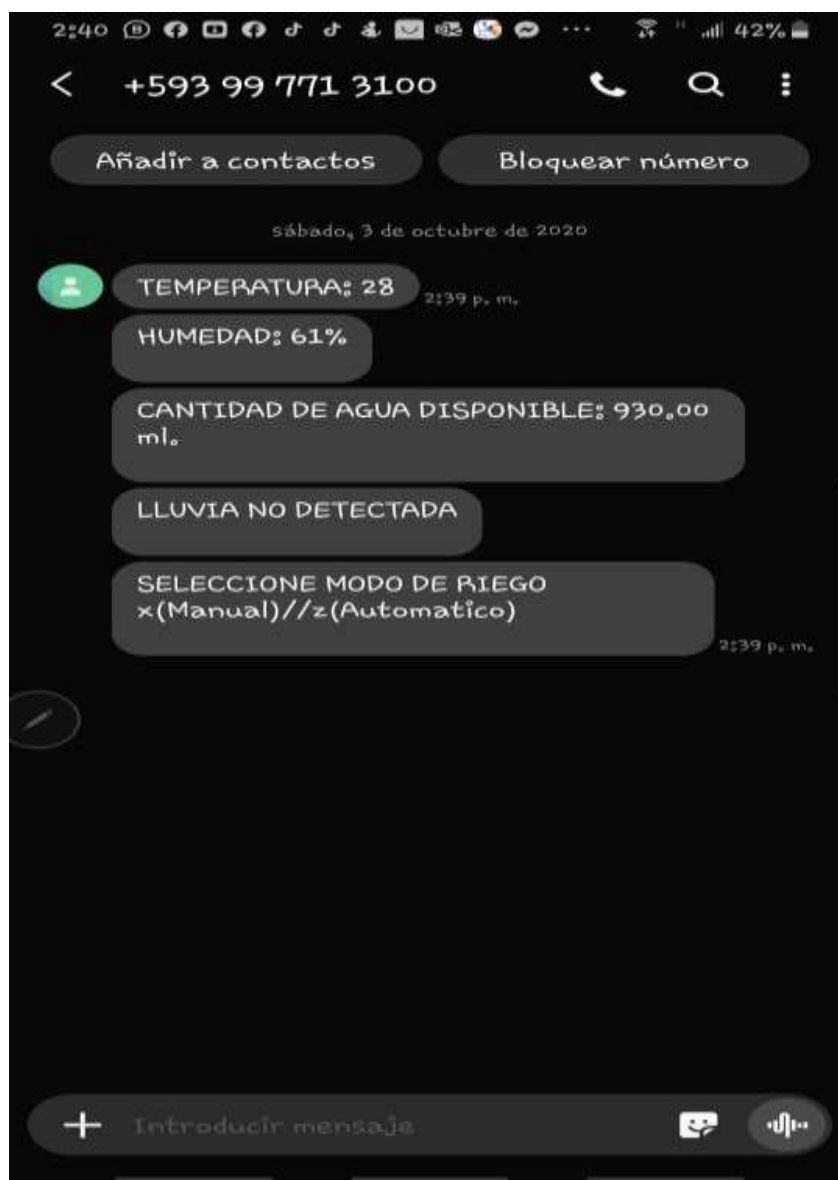 2:40
42%
+593 99 771 3100
Añadir a contactos
Bloquear número
sábado, 3 de octubre de 2020
TEMPERATURA: 28
2:39 p. m.
HUMEDAD: 61%
CANTIDAD DE AGUA DISPONIBLE: 930.00
ml.
LLUVIA NO DETECTADA
SELECCIONE MODO DE RIEGO
x(Manual)//z(Automatico)
2:39 p. m.
Introducir mensaje